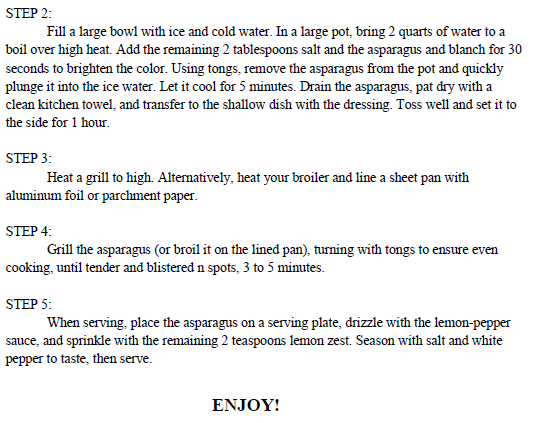 STEP 2:
Fill a large bowl with ice and cold water. In a large pot, bring 2 quarts of water to a
boil over high heat. Add the remaining 2 tablespoons salt and the asparagus and blanch for 30
seconds to brighten the color. Using tongs, remove the asparagus from the pot and quickly
plunge it into the ice water. Let it cool for 5 minutes. Drain the asparagus, pat dry with a
clean kitchen towel, and transfer to the shallow dish with the dressing. Toss well and set it to
the side for 1 hour.
STEP 3:
Heat a grill to high. Alternatively, heat your broiler and line a sheet pan with
aluminum foil or parchment paper.
STEP 4:
Grill the asparagus (or broil it on the lined pan), turning with tongs to ensure even
cooking, until tender and blistered n spots, 3 to 5 minutes.
STEP 5:
When serving, place the asparagus on a serving plate, drizzle with the lemon-pepper
sauce, and sprinkle with the remaining 2 teaspoons lemon zest. Season with salt and white
pepper to taste, then serve.
ENJOY!